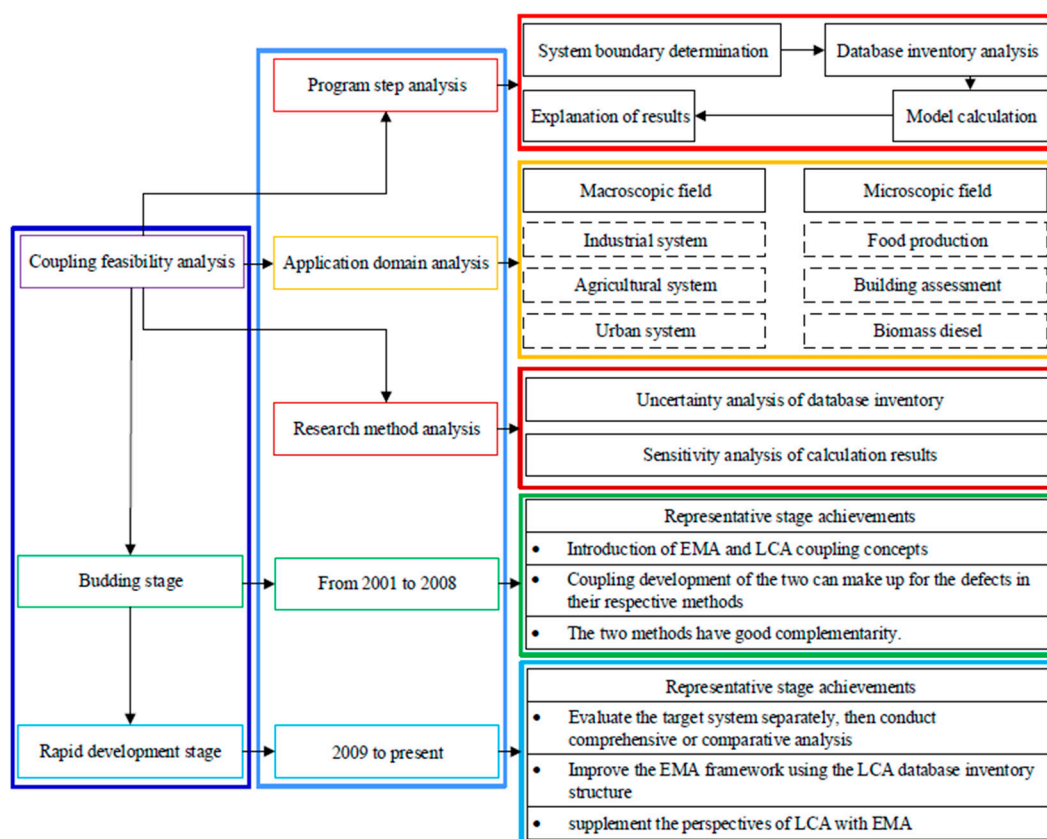 System boundary determination
Database inventory analysis
Program step analysis
Explanation of results
Model calculation
Macroscopic field
Microscopic field
Industrial system
Food production
Coupling feasibility analysis
Application domain analysis
Agricultural system
Building assessment
Urban system
Biomass diesel
Uncertainty analysis of database inventory
Research method analysis
Sensitivity analysis of calculation results
Representative stage achievements
• Introduction of EMA and LCA coupling concepts
Budding stage
From 2001 to 2008
• Coupling development of the two can make up for the defects in
their respective methods
• The two methods have good complementarity.
Representative stage achievements
• Evaluate the target system separately, then conduct
comprehensive or comparative analysis
Rapid development stage
2009 to present
• Improve the EMA framework using the LCA database inventory
structure
• supplement the perspectives of LCA with EMA